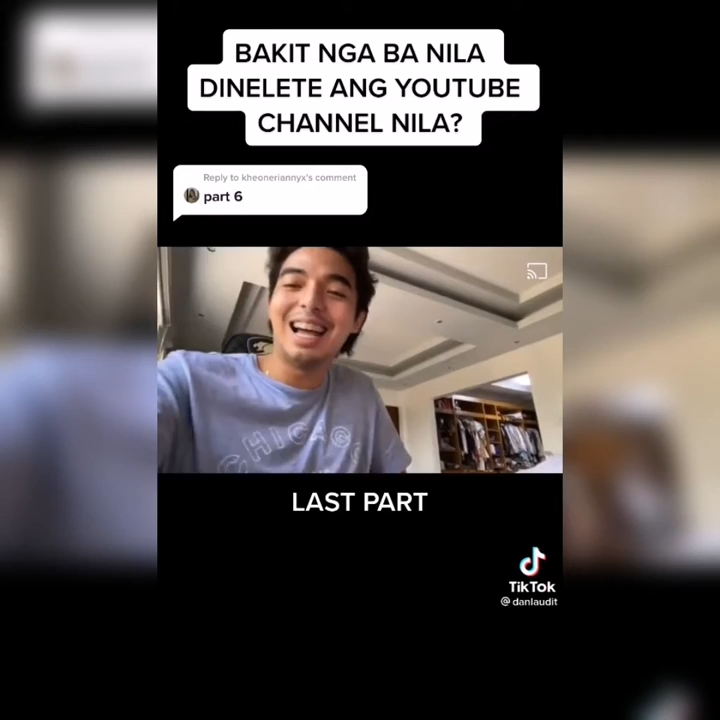 BAKIT NGA BA NILA
DINELETE ANG YOUTUBE
CHANNEL NILA?
Reply to kheoneriannyx's comment
part 6
CHICAGO
LAST PART
TikTok
@danlaudit